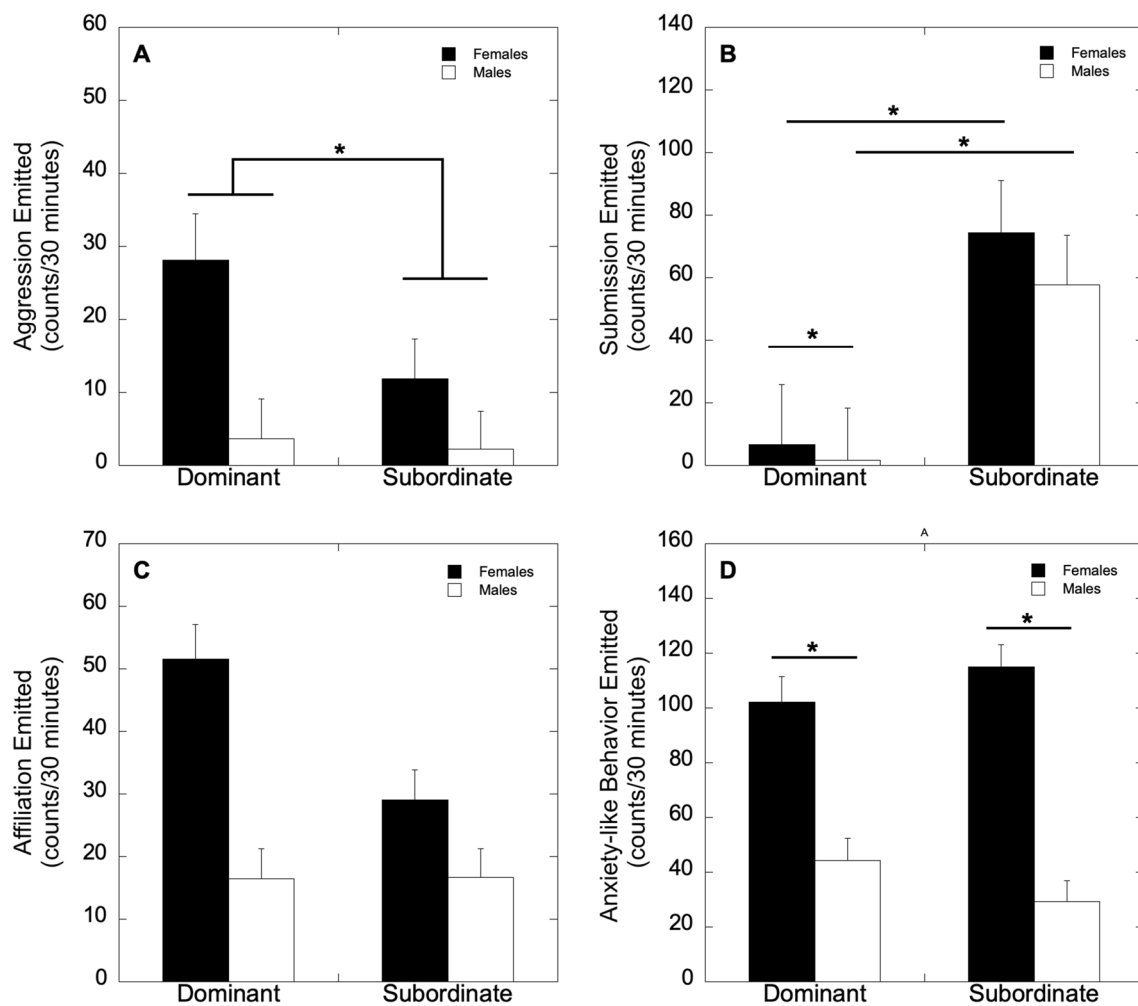 A
Females
Males
Aggression Emitted
(counts/30 minutes)
60
50
40
30
20
10
0
*
Dominant
Subordinate
B
Females
Males
Submission Emitted
(counts/30 minutes)
140
120
100
80
60
40
20
0
*
*
*
Dominant
Subordinate
C
Females
Males
Affiliation Emitted
(counts/30 minutes)
70
60
50
40
30
20
10
0
Dominant
Subordinate
A
D
Females
Males
Anxiety-like Behavior Emitted
(counts/30 minutes)
160
140
120
100
80
60
40
20
0
*
*
Dominant
Subordinate